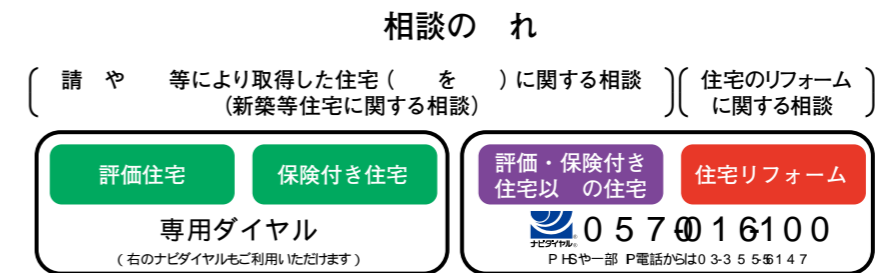 相談の　れ
請　や　　等により取得した住宅（　　を　　）に関する相談
（新築等住宅に関する相談）
住宅のリフォーム
に関する相談
評価住宅
保険付き住宅
評価・保険付き
住宅以　の住宅
住宅リフォーム
専用ダイヤル
（右のナビダイヤルもご利用いただけます）
ナビダイヤル®
0570-016-100
PHSや一部 P電話からは03-3556-5147